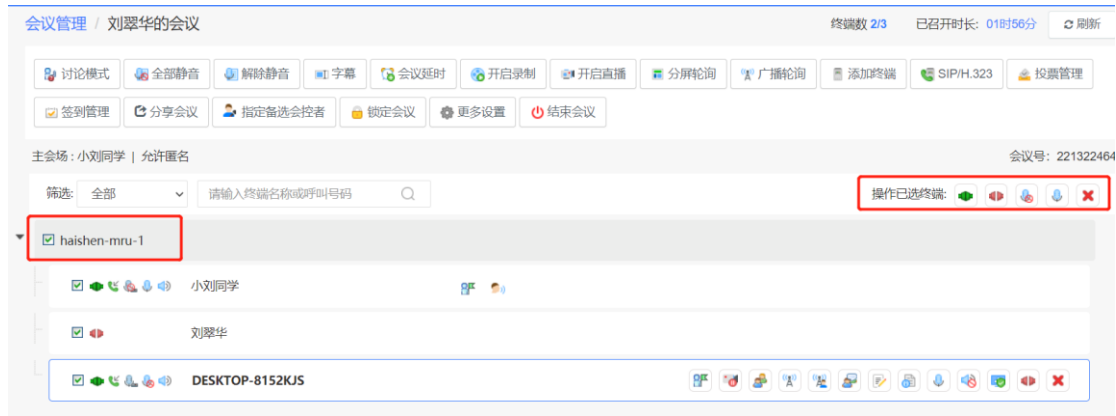 会议管理 / 刘翠华的会议 终端数 2/3 已召开时长: 01时56分 刷新
讨论模式 全部静音 解除静音 字幕 会议延时 开启录制 开启直播 分屏轮询 广播轮询 添加终端 SIP/H.323 投票管理
签到管理 分享会议 指定备选会控者 锁定会议 更多设置 结束会议
主会场 : 小刘同学 | 允许匿名 会议号: 221322464
筛选: 全部 请输入终端名称或呼叫号码 操作已选终端:
haishen-mru-1
小刘同学
刘翠华
DESKTOP-8152KJS